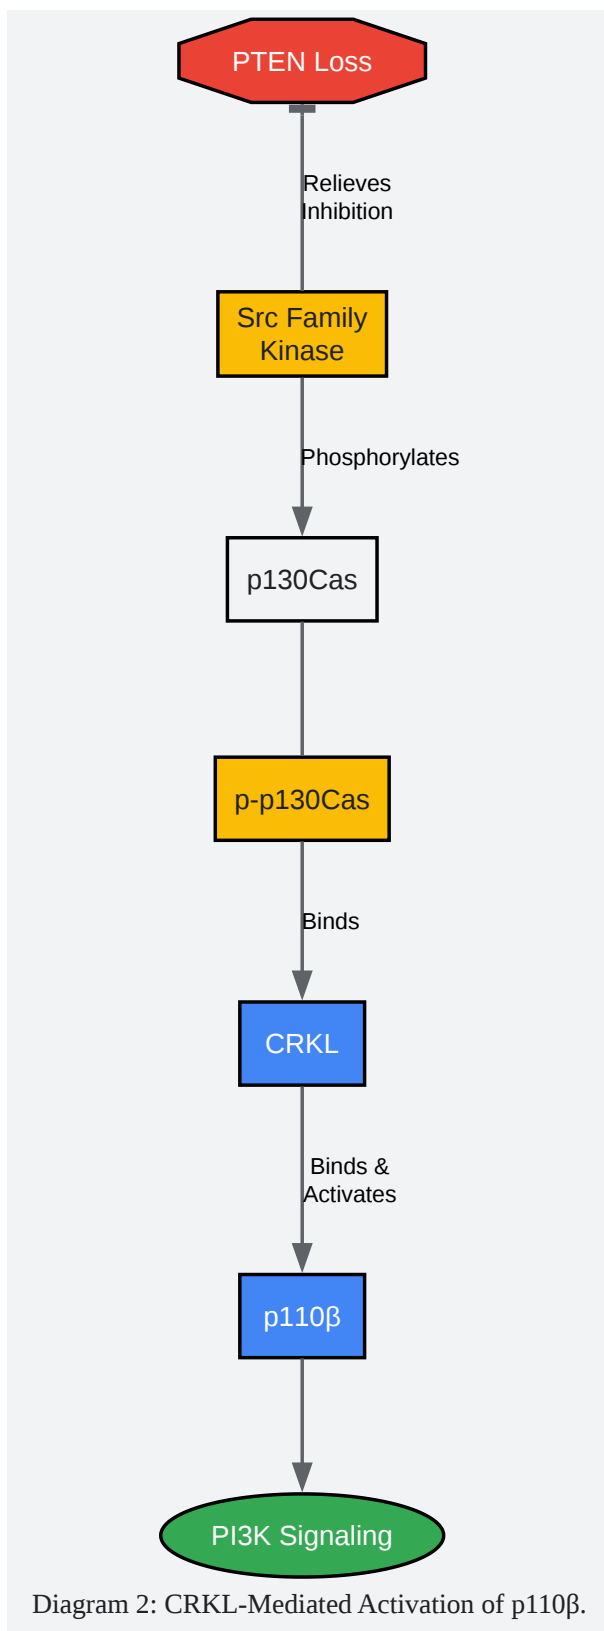 PTEN Loss
Relieves
Inhibition
Src Family
Kinase
Phosphorylates
p130Cas
p-p130Cas
Binds
CRKL
Binds &
Activates
p110β
PI3K Signaling
Diagram 2: CRKL-Mediated Activation of p110β.